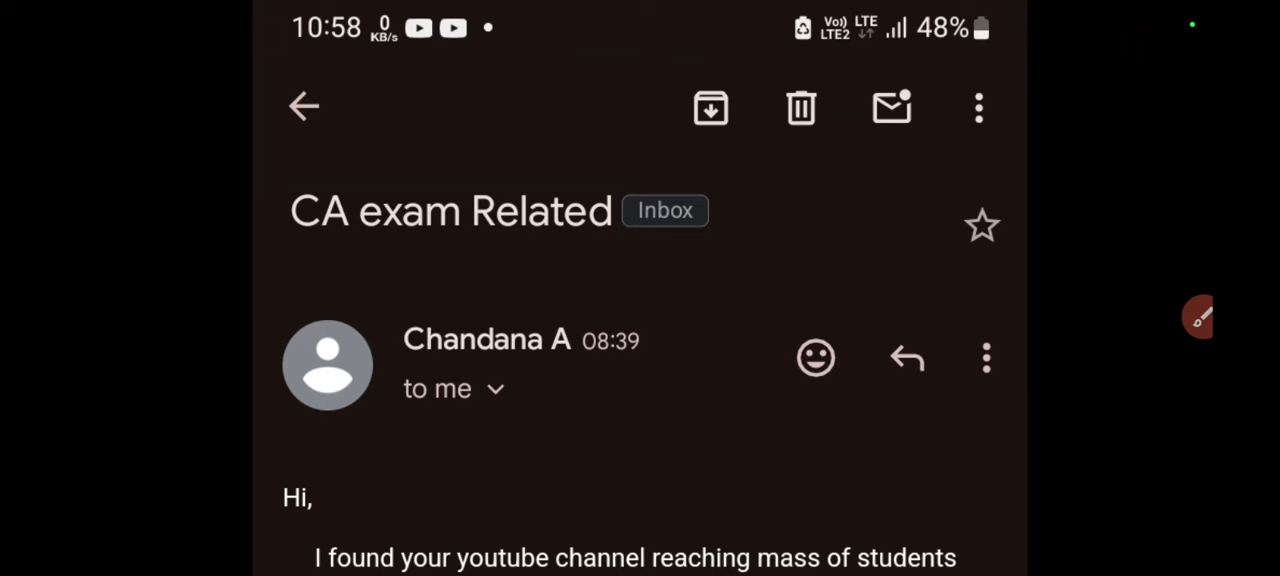 10:58 0 KB/s Vo)) LTE2 LTE 48%
CA exam Related Inbox
Chandana A 08:39
to me
Hi,
I found your youtube channel reaching mass of students